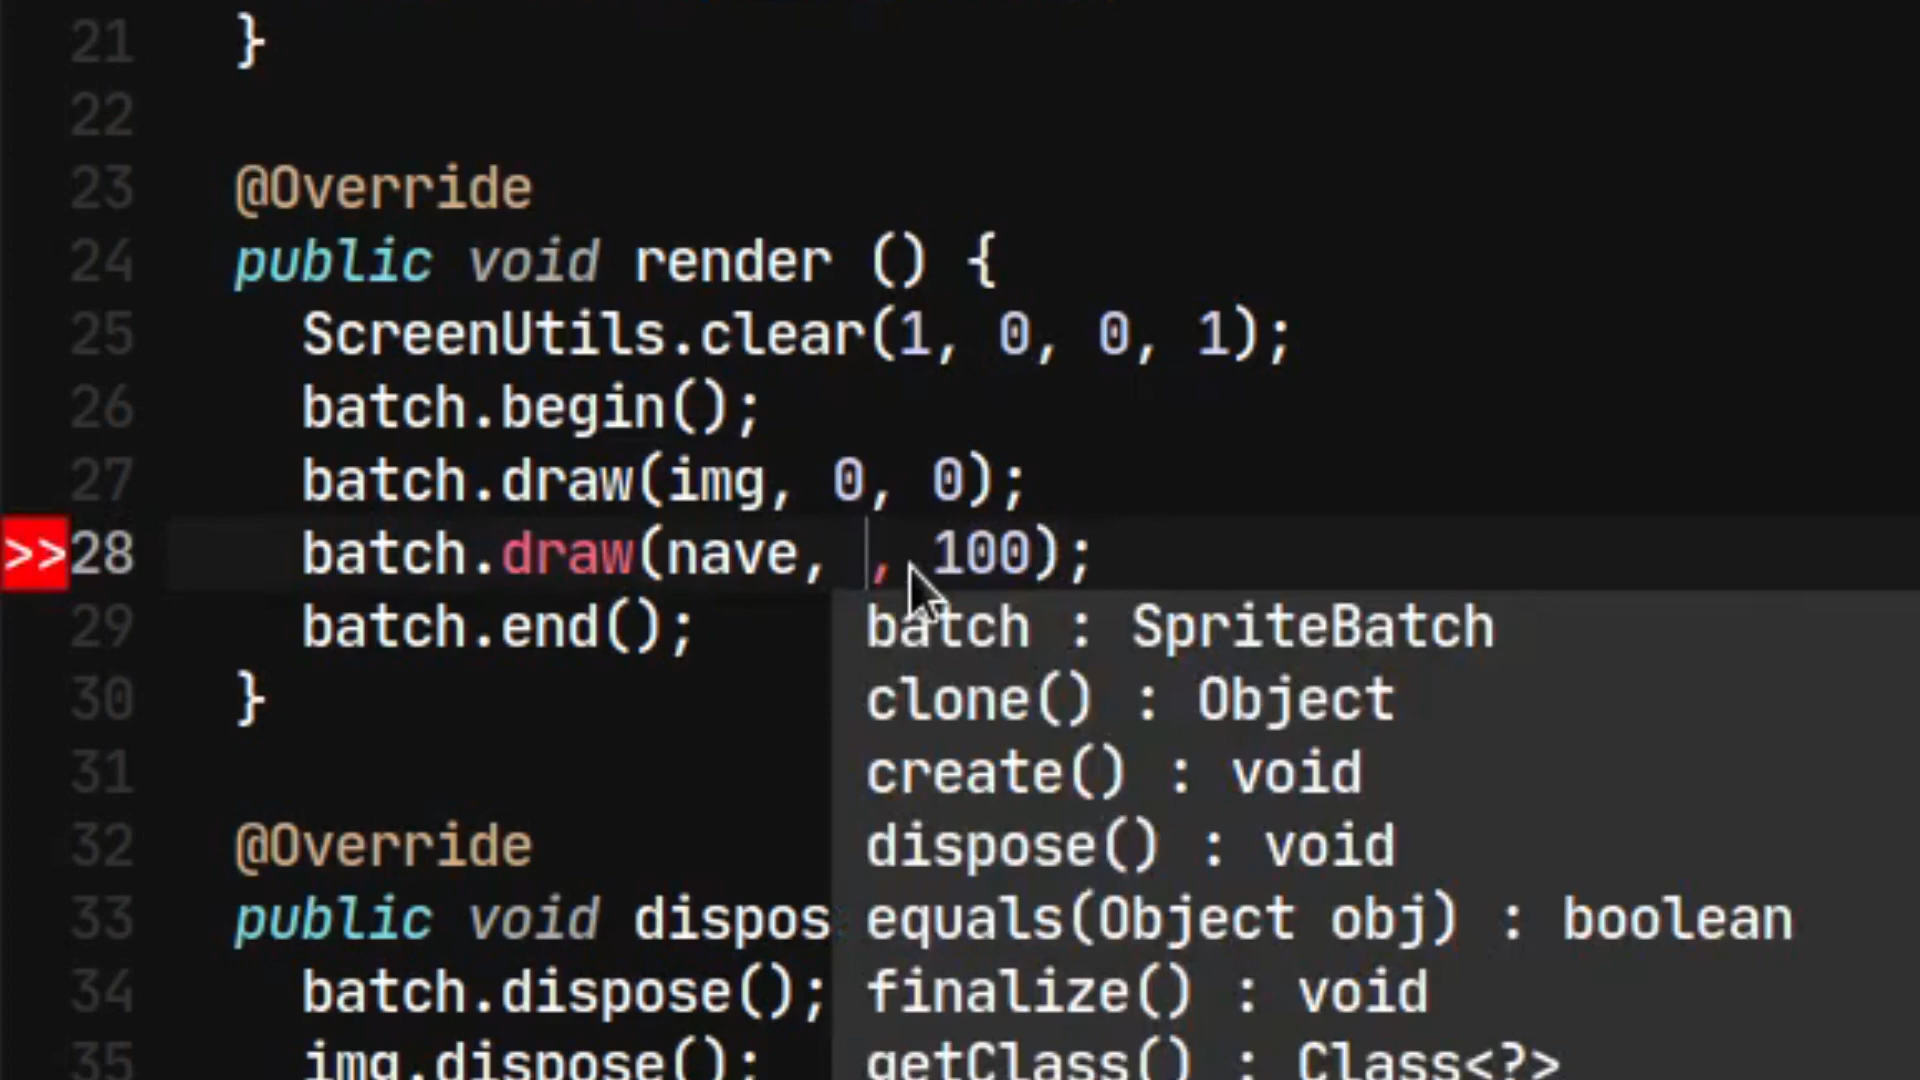 21 }
22
23 @Override
24 public void render () {
25 ScreenUtils.clear(1, 0, 0, 1);
26 batch.begin();
27 batch.draw(img, 0, 0);
>>28 batch.draw(nave, , 100);
29 batch.end();
batch : SpriteBatch
30 }
clone() : Object
31
create() : void
32 @Override
dispose() : void
33 public void dispos
equals(Object obj) : boolean
34 batch.dispose();
finalize() : void
35 img.dispose();
getClass() : Class<?>